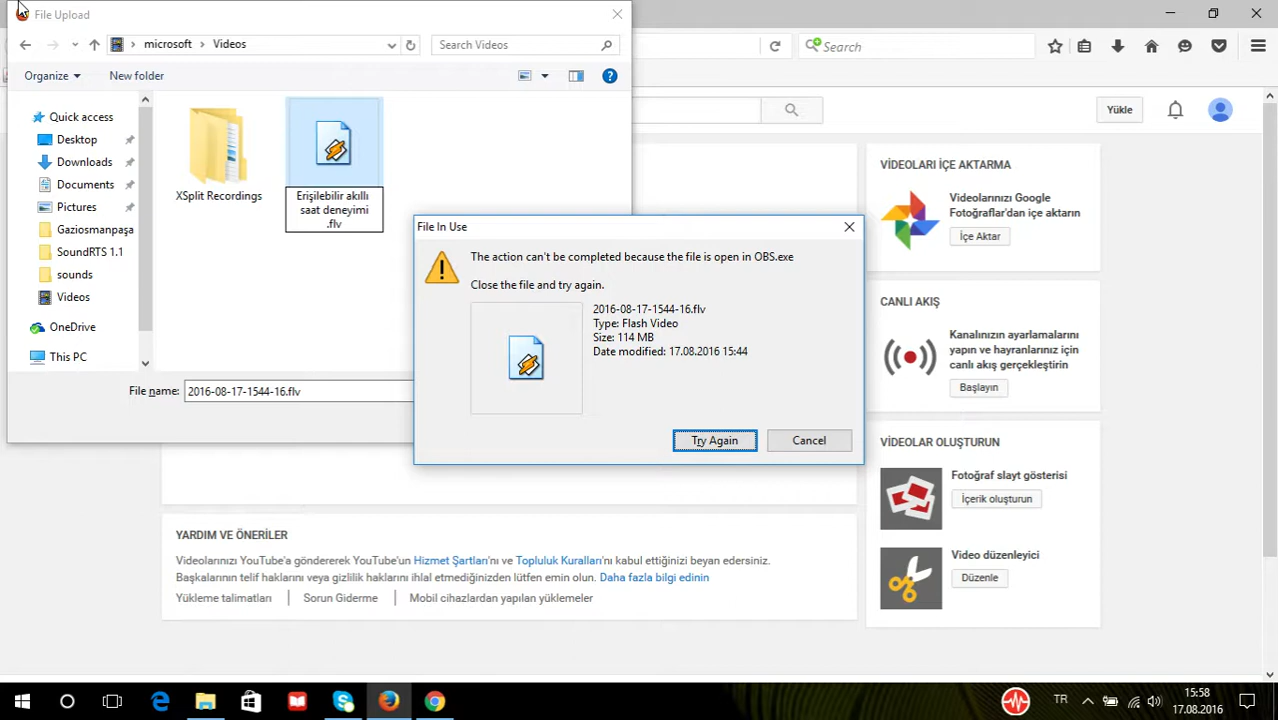 File Upload
microsoft
Videos
Search Videos
Search
Organize
New folder
Quick access
Desktop
Downloads
Documents
Pictures
Gaziosmanpaşa
SoundRTS 1.1
sounds
Videos
OneDrive
This PC
XSplit Recordings
Erişilebilir akıllı
saat deneyimi
.flv
File name:
2016-08-17-1544-16.flv
File In Use
The action can't be completed because the file is open in OBS.exe
Close the file and try again.
2016-08-17-1544-16.flv
Type: Flash Video
Size: 114 MB
Date modified: 17.08.2016 15:44
Try Again
Cancel
Yükle
VİDEOLARI İÇE AKTARMA
Videolarınızı Google
Fotoğraflar'dan içe aktarın
İçe Aktar
CANLI AKIŞ
Kanalınızın ayarlamalarını
yapın ve hayranlarınız için
canlı akış gerçekleştirin
Başlayın
VİDEOLAR OLUŞTURUN
Fotoğraf slayt gösterisi
İçerik oluşturun
Video düzenleyici
Düzenle
YARDIM VE ÖNERİLER
Videolarınızı YouTube'a göndererek YouTube'un Hizmet Şartları'nı ve Topluluk Kuralları'nı kabul ettiğinizi beyan edersiniz.
Başkalarının telif haklarını veya gizlilik haklarını ihlal etmediğinizden lütfen emin olun. Daha fazla bilgi edinin
Yükleme talimatları
Sorun Giderme
Mobil cihazlardan yapılan yüklemeler
TR
15:58
17.08.2016